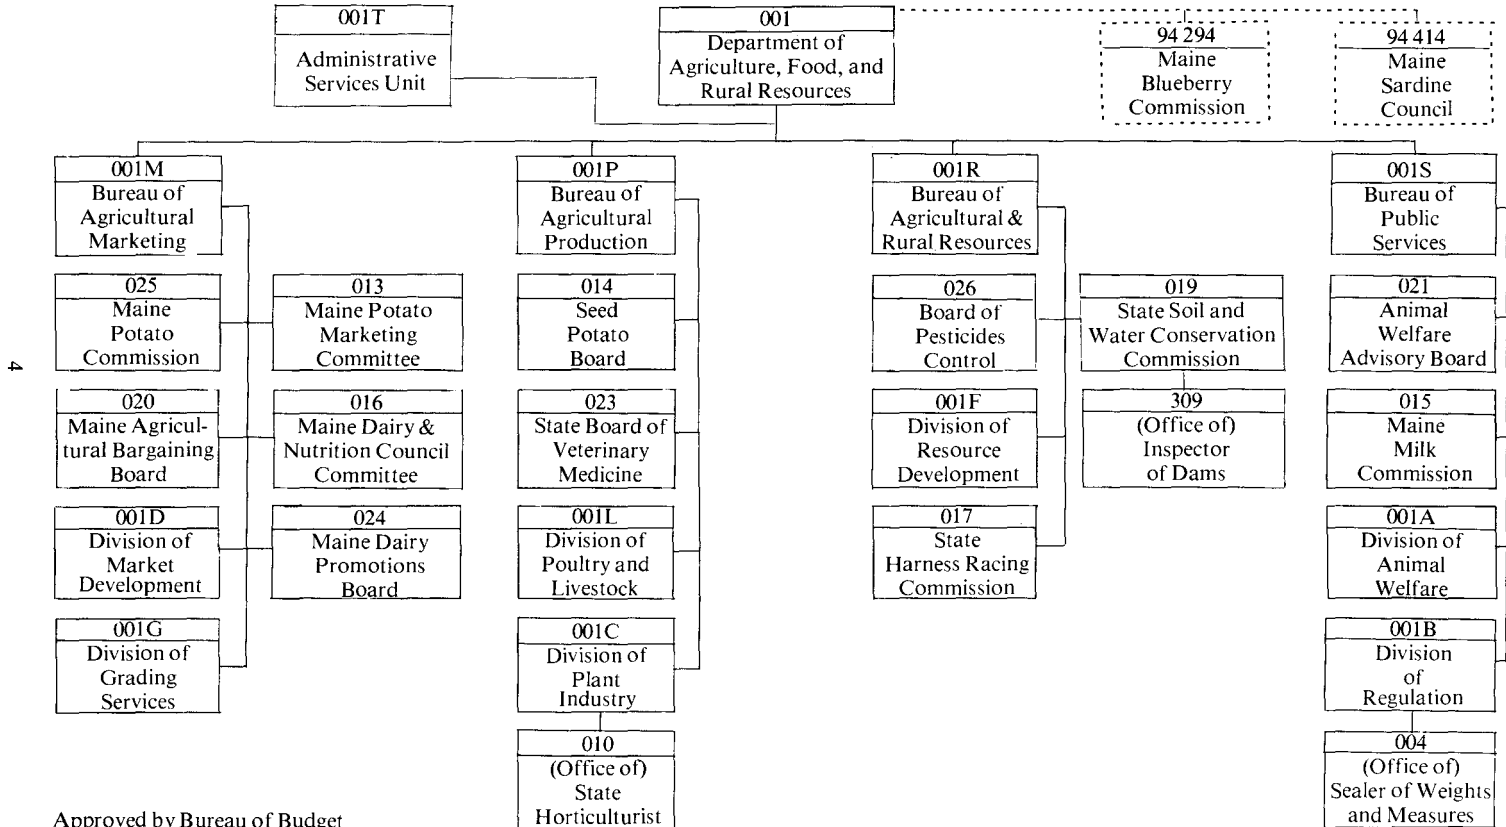 001T
Administrative
Services Unit
001
Department of
Agriculture, Food, and
Rural Resources
94 294
Maine
Blueberry
Commission
94 414
Maine
Sardine
Council
001M
Bureau of
Agricultural
Marketing
001P
Bureau of
Agricultural
Production
001R
Bureau of
Agricultural &
Rural Resources
001S
Bureau of
Public
Services
025
Maine
Potato
Commission
013
Maine Potato
Marketing
Committee
014
Seed
Potato
Board
026
Board of
Pesticides
Control
019
State Soil and
Water Conservation
Commission
021
Animal
Welfare
Advisory Board
4
020
Maine Agricul-
tural Bargaining
Board
016
Maine Dairy &
Nutrition Council
Committee
023
State Board of
Veterinary
Medicine
001F
Division of
Resource
Development
309
(Office of)
Inspector
of Dams
015
Maine
Milk
Commission
001D
Division of
Market
Development
024
Maine Dairy
Promotions
Board
001L
Division of
Poultry and
Livestock
017
State
Harness Racing
Commission
001A
Division of
Animal
Welfare
001G
Division of
Grading
Services
001C
Division of
Plant
Industry
001B
Division
of
Regulation
010
(Office of)
State
Horticulturist
004
(Office of)
Sealer of Weights
and Measures
Approved by Bureau of Budget